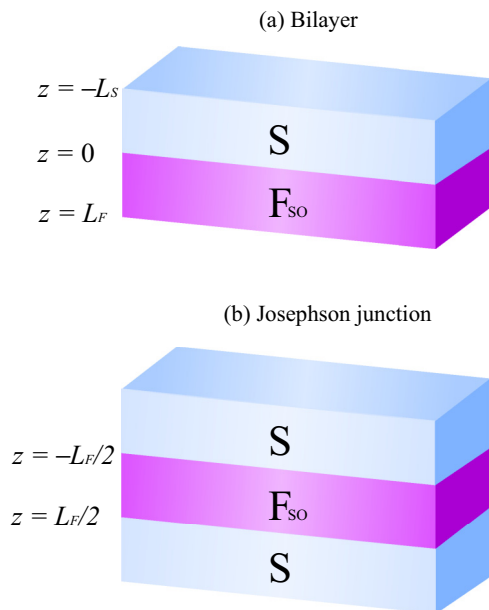 (a) Bilayer
z = –Ls
S
z = 0
Fso
z = LF
(b) Josephson junction
S
z = –LF/2
Fso
z = LF/2
S